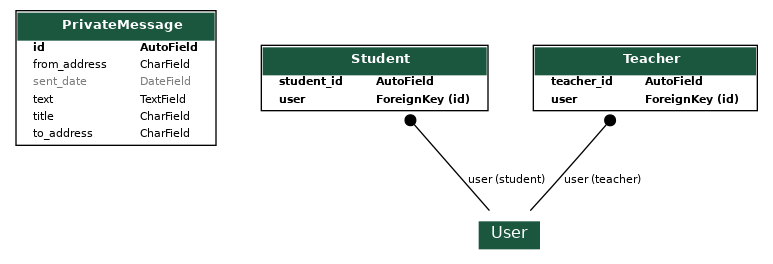 PrivateMessage
id AutoField
from_address CharField
sent_date DateField
text TextField
title CharField
to_address CharField
Student
student_id AutoField
user ForeignKey (id)
Teacher
teacher_id AutoField
user ForeignKey (id)
user (student)
user (teacher)
User